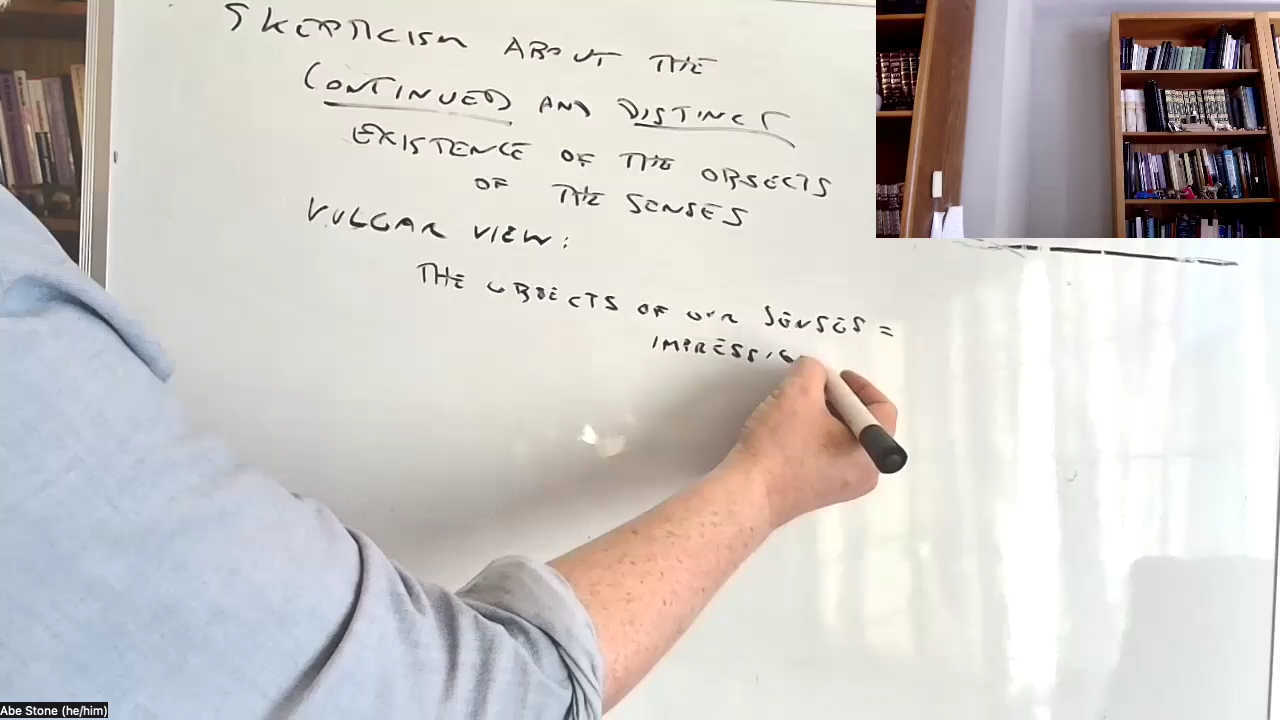 SKEPTICISM ABOUT THE
CONTINUED AND DISTINCT
EXISTENCE OF THE OBJECTS
OF THE SENSES
VULGAR VIEW:
THE OBJECTS OF OUR SENSES =
IMPRESSIO
Abe Stone (he/him)